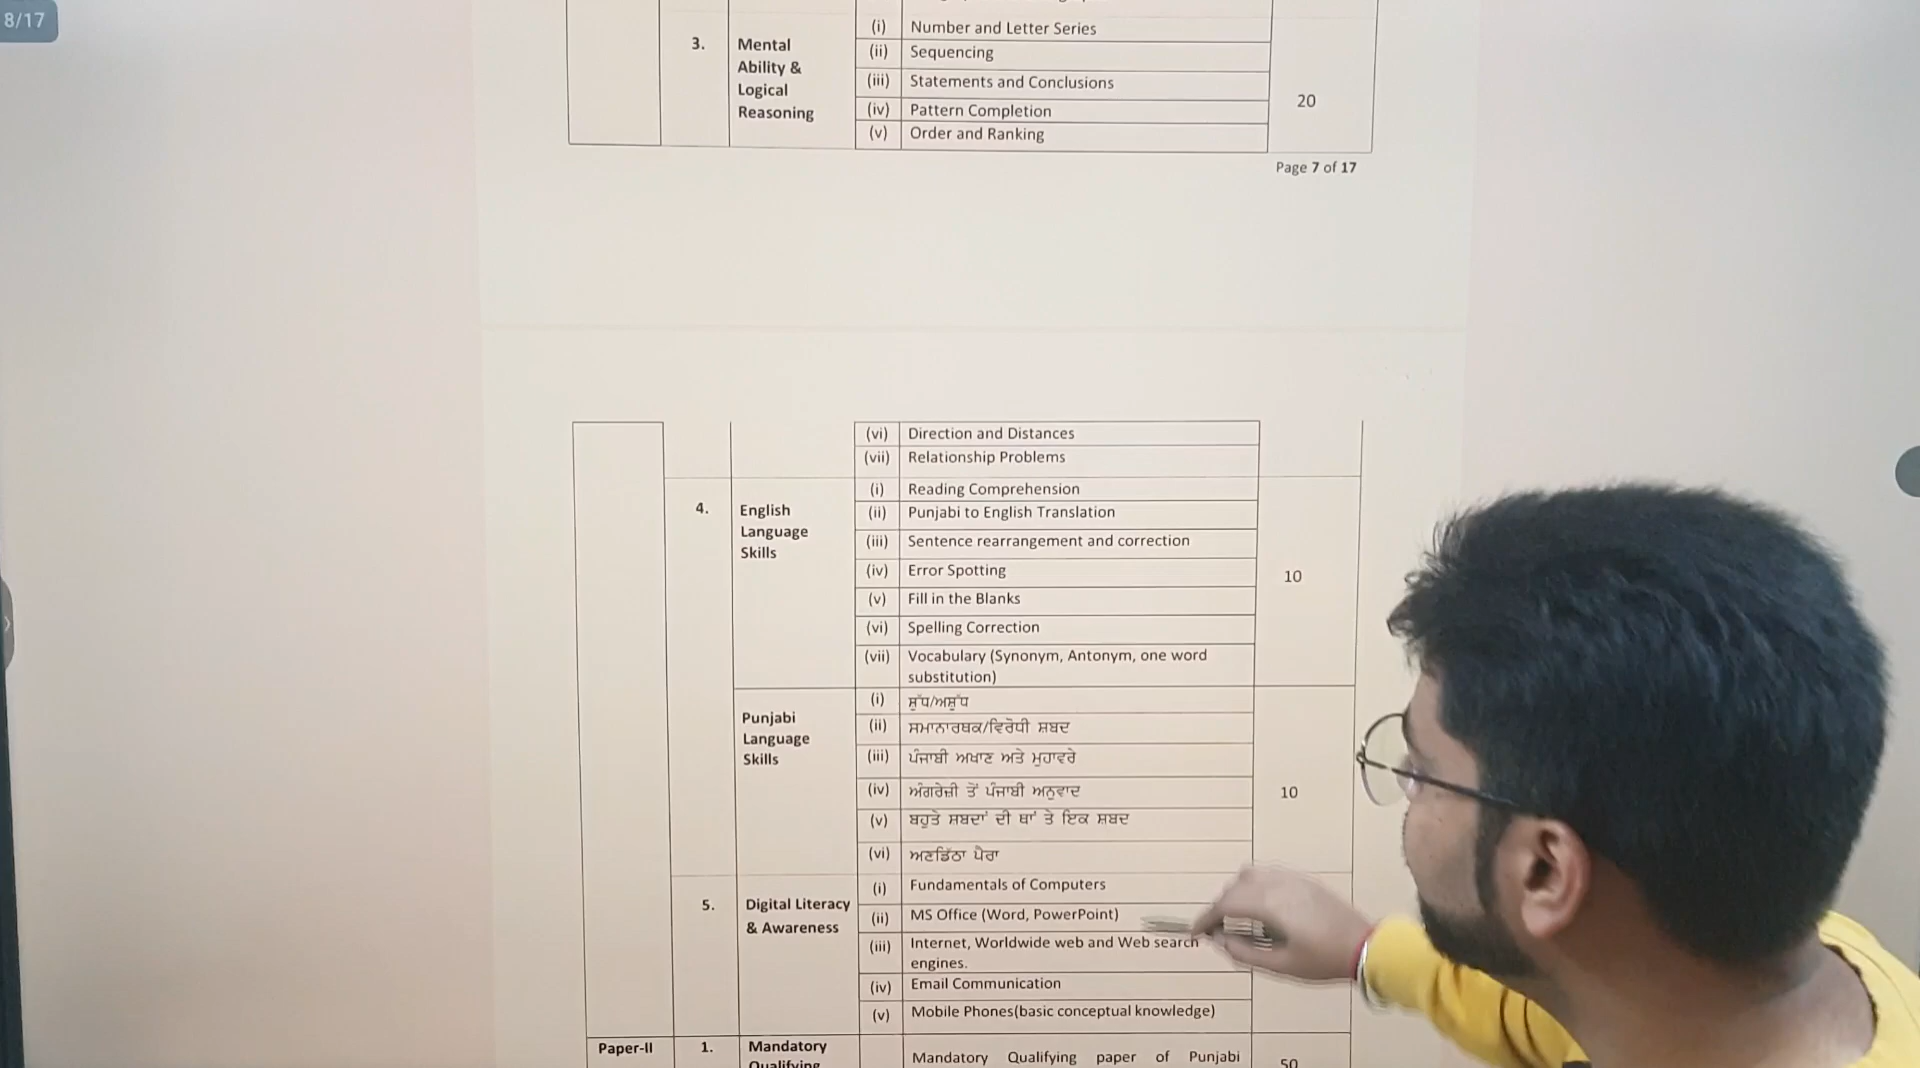 8/17
3. Mental Ability & Logical Reasoning
(i) Number and Letter Series
(ii) Sequencing
(iii) Statements and Conclusions
(iv) Pattern Completion
(v) Order and Ranking
20
Page 7 of 17
(vi) Direction and Distances
(vii) Relationship Problems
4. English Language Skills
(i) Reading Comprehension
(ii) Punjabi to English Translation
(iii) Sentence rearrangement and correction
(iv) Error Spotting
(v) Fill in the Blanks
(vi) Spelling Correction
(vii) Vocabulary (Synonym, Antonym, one word
substitution)
10
Punjabi Language Skills
(i) ਸ਼ੁੱਧ/ਅਸ਼ੁੱਧ
(ii) ਸਮਾਨਾਰਥਕ/ਵਿਰੋਧੀ ਸ਼ਬਦ
(iii) ਪੰਜਾਬੀ ਅਖਾਣ ਅਤੇ ਮੁਹਾਵਰੇ
(iv) ਅੰਗਰੇਜ਼ੀ ਤੋਂ ਪੰਜਾਬੀ ਅਨੁਵਾਦ
(v) ਬਹੁਤੇ ਸ਼ਬਦਾਂ ਦੀ ਥਾਂ ਤੇ ਇਕ ਸ਼ਬਦ
(vi) ਅਣਡਿੱਠਾ ਪੈਰਾ
10
5. Digital Literacy & Awareness
(i) Fundamentals of Computers
(ii) MS Office (Word, PowerPoint)
(iii) Internet, Worldwide web and Web search
engines.
(iv) Email Communication
(v) Mobile Phones(basic conceptual knowledge)
Paper-II 1. Mandatory Qualifying
Mandatory Qualifying paper of Punjabi
50